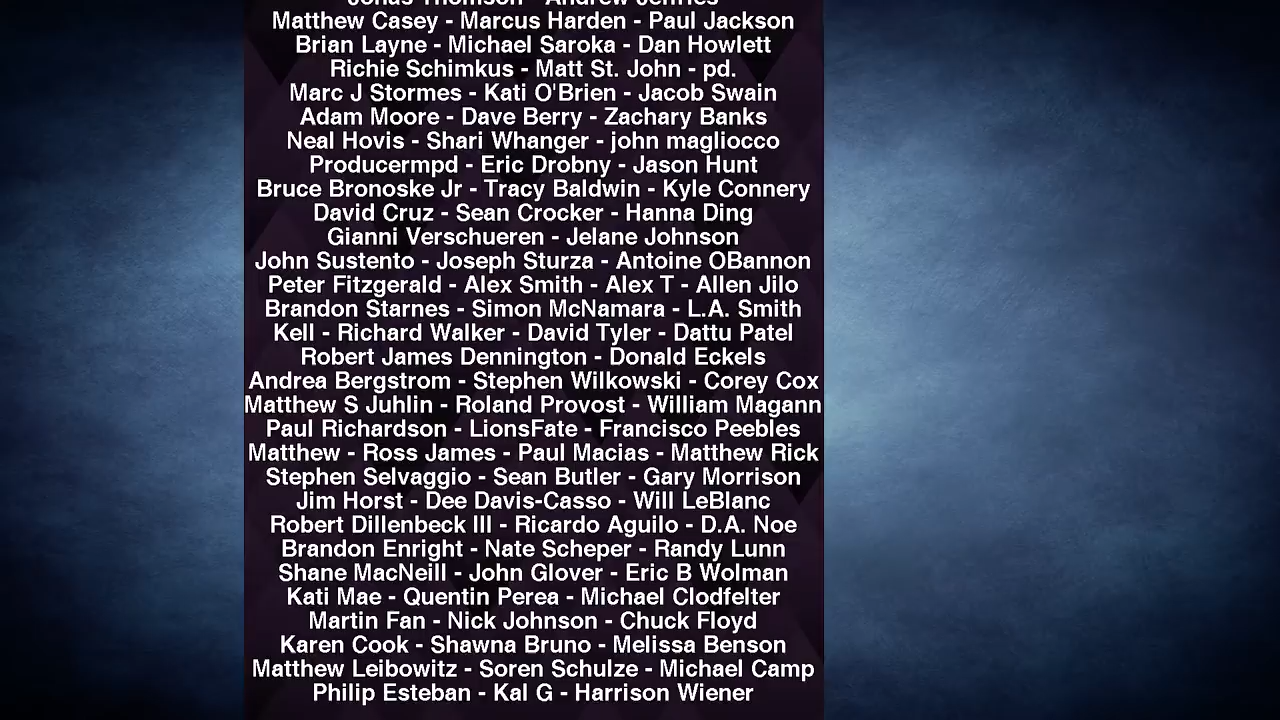 Jonas Thomson - Andrew Jeffries
Matthew Casey - Marcus Harden - Paul Jackson
Brian Layne - Michael Saroka - Dan Howlett
Richie Schimkus - Matt St. John - pd.
Marc J Stormes - Kati O'Brien - Jacob Swain
Adam Moore - Dave Berry - Zachary Banks
Neal Hovis - Shari Whanger - john magliocco
Producermpd - Eric Drobny - Jason Hunt
Bruce Bronoske Jr - Tracy Baldwin - Kyle Connery
David Cruz - Sean Crocker - Hanna Ding
Gianni Verschueren - Jelane Johnson
John Sustento - Joseph Sturza - Antoine OBannon
Peter Fitzgerald - Alex Smith - Alex T - Allen Jilo
Brandon Starnes - Simon McNamara - L.A. Smith
Kell - Richard Walker - David Tyler - Dattu Patel
Robert James Dennington - Donald Eckels
Andrea Bergstrom - Stephen Wilkowski - Corey Cox
Matthew S Juhlin - Roland Provost - William Magann
Paul Richardson - LionsFate - Francisco Peebles
Matthew - Ross James - Paul Macias - Matthew Rick
Stephen Selvaggio - Sean Butler - Gary Morrison
Jim Horst - Dee Davis-Casso - Will LeBlanc
Robert Dillenbeck III - Ricardo Aguilo - D.A. Noe
Brandon Enright - Nate Scheper - Randy Lunn
Shane MacNeill - John Glover - Eric B Wolman
Kati Mae - Quentin Perea - Michael Clodfelter
Martin Fan - Nick Johnson - Chuck Floyd
Karen Cook - Shawna Bruno - Melissa Benson
Matthew Leibowitz - Soren Schulze - Michael Camp
Philip Esteban - Kal G - Harrison Wiener